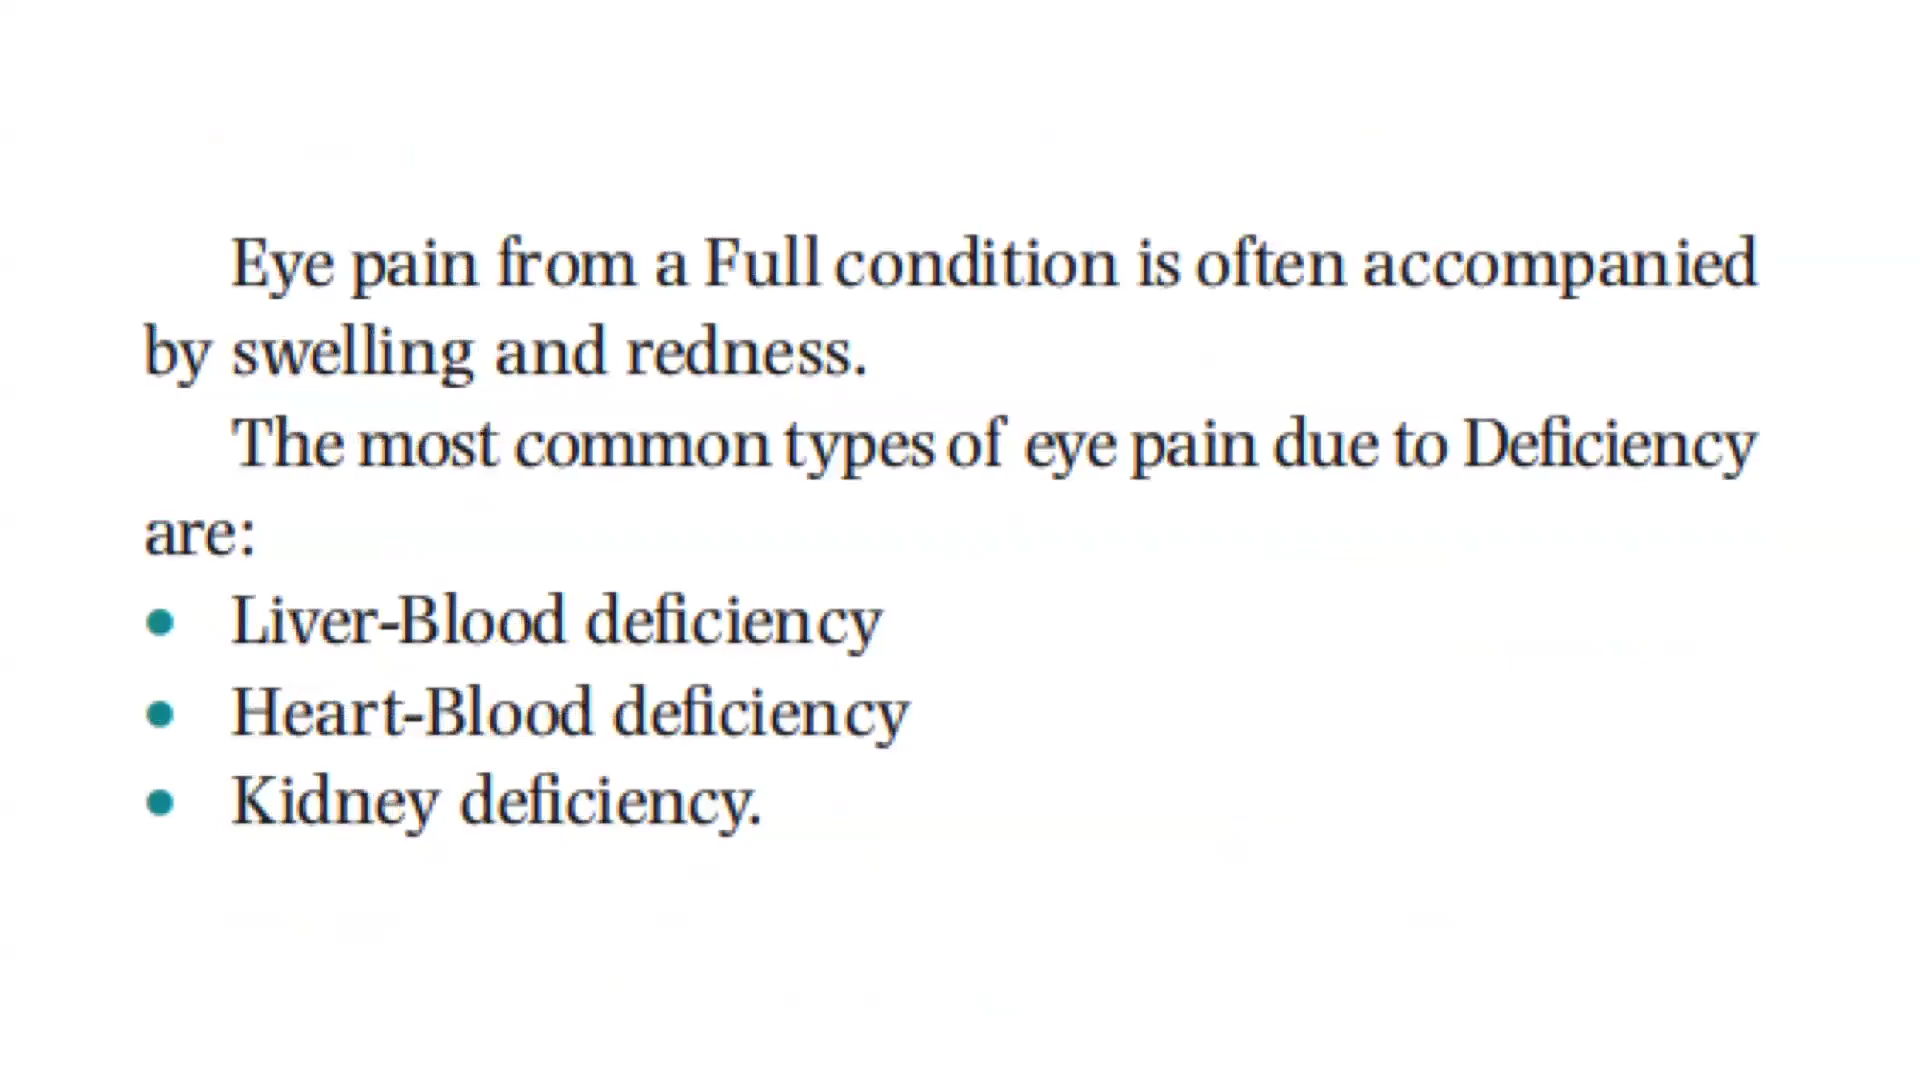 Eye pain from a Full condition is often accompanied
by swelling and redness.
The most common types of eye pain due to Deficiency
are:
• Liver-Blood deficiency
• Heart-Blood deficiency
• Kidney deficiency.